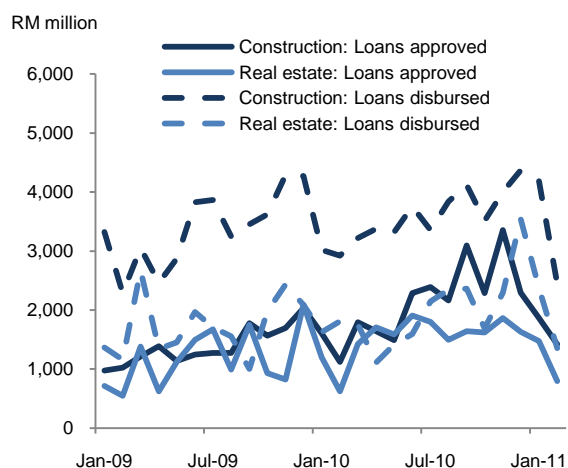 RM million
Construction: Loans approved
Real estate: Loans approved
Construction: Loans disbursed
Real estate: Loans disbursed
6,000
5,000
4,000
3,000
2,000
1,000
0
Jan-09 Jul-09 Jan-10 Jul-10 Jan-11